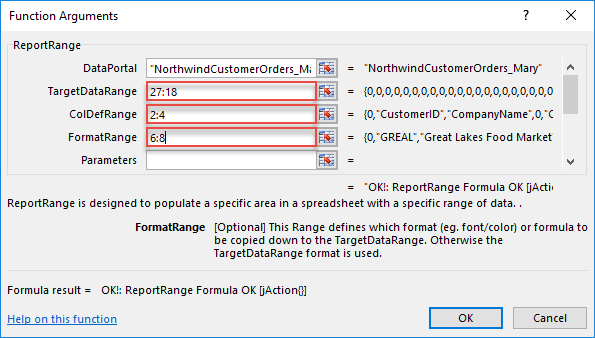 Function Arguments
ReportRange
DataPortal "NorthwindCustomerOrders_Ma = "NorthwindCustomerOrders_Mary"
TargetDataRange 27:18 = {0,0,0,0,0,0,0,0,0,0,0,0,0,0,0,0,0,0,0,0,0
ColDefRange 2:4 = {0,"CustomerID","CompanyName",0,"C
FormatRange 6:8 = {0,"GREAL","Great Lakes Food Market"
Parameters =
= "OK!: ReportRange Formula OK [jActio
ReportRange is designed to populate a specific area in a spreadsheet with a specific range of data. .
FormatRange [Optional] This Range defines which format (eg. font/color) or formula to
be copied down to the TargetDataRange. Otherwise the
TargetDataRange format is used.
Formula result = OK!: ReportRange Formula OK [jAction{}]
Help on this function
OK Cancel